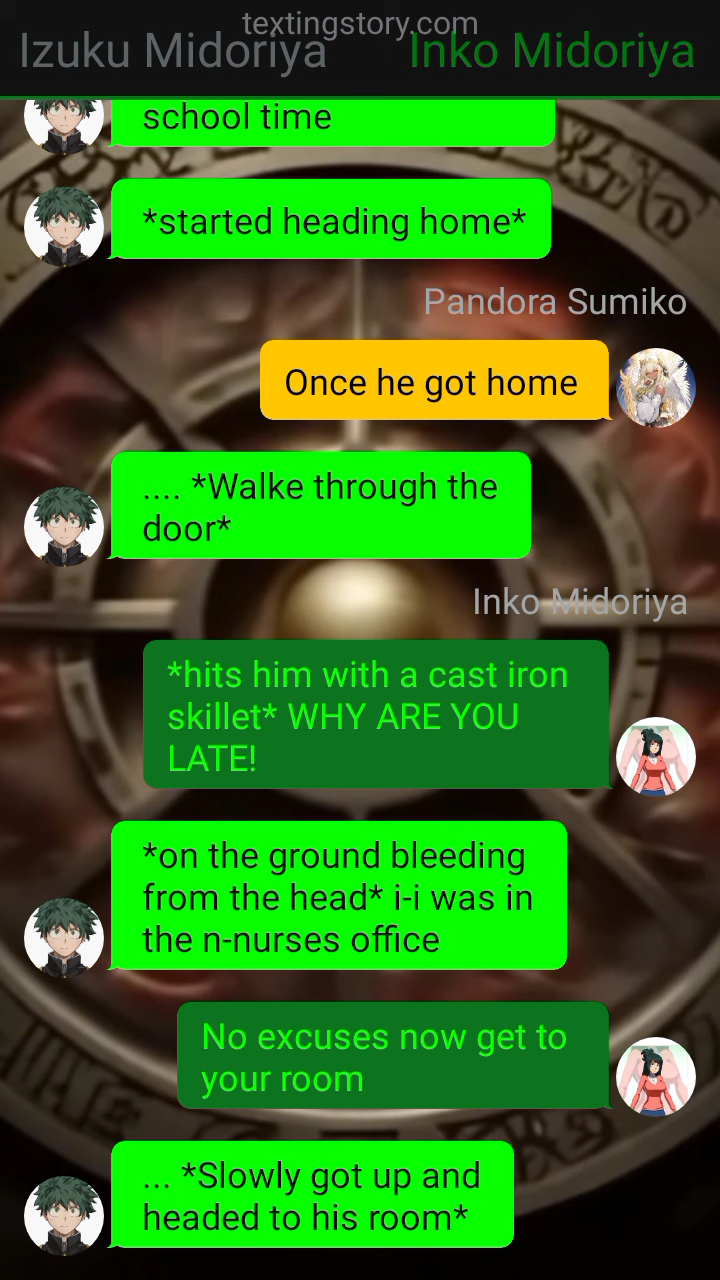 textingstory.com
Izuku Midoriya
Inko Midoriya
school time
*started heading home*
Pandora Sumiko
Once he got home
.... *Walke through the
door*
Inko Midoriya
*hits him with a cast iron
skillet* WHY ARE YOU
LATE!
*on the ground bleeding
from the head* i-i was in
the n-nurses office
No excuses now get to
your room
... *Slowly got up and
headed to his room*